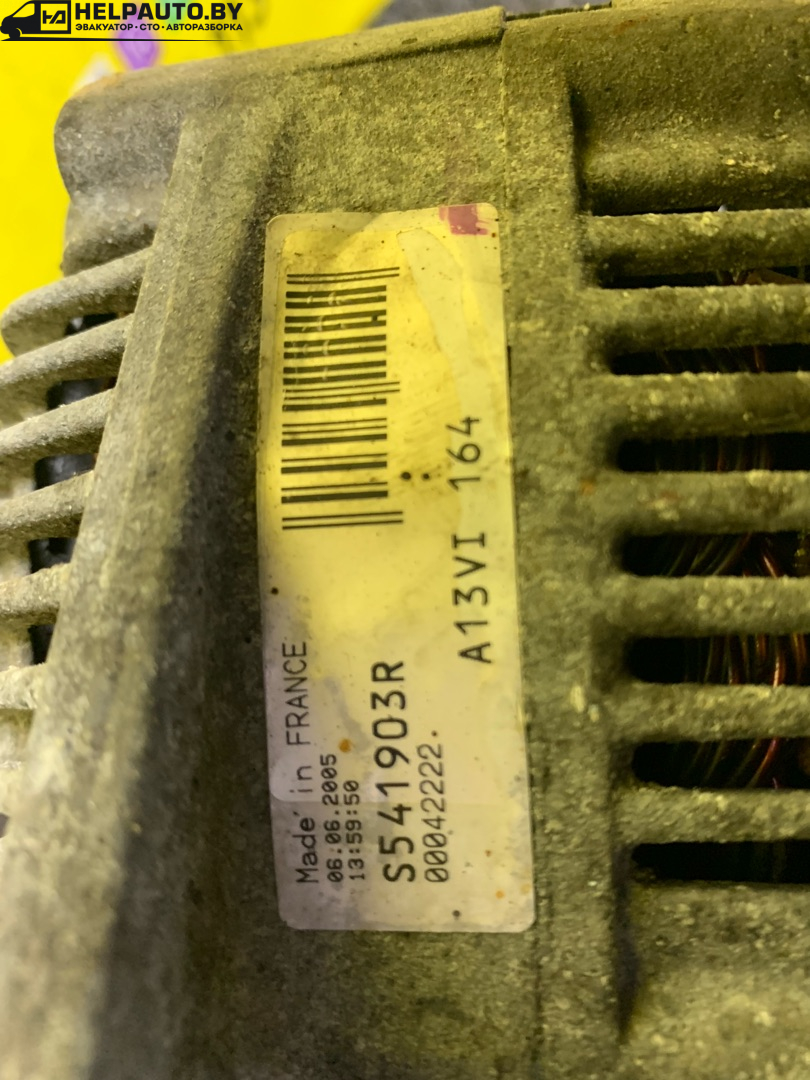 HELPAUTO.BY
ЭВАКУАТОР · СТО · АВТОРАЗБОРКА
Made in FRANCE
06.06.2005
13:59:50
S541903R
00042222.
A13VI 164